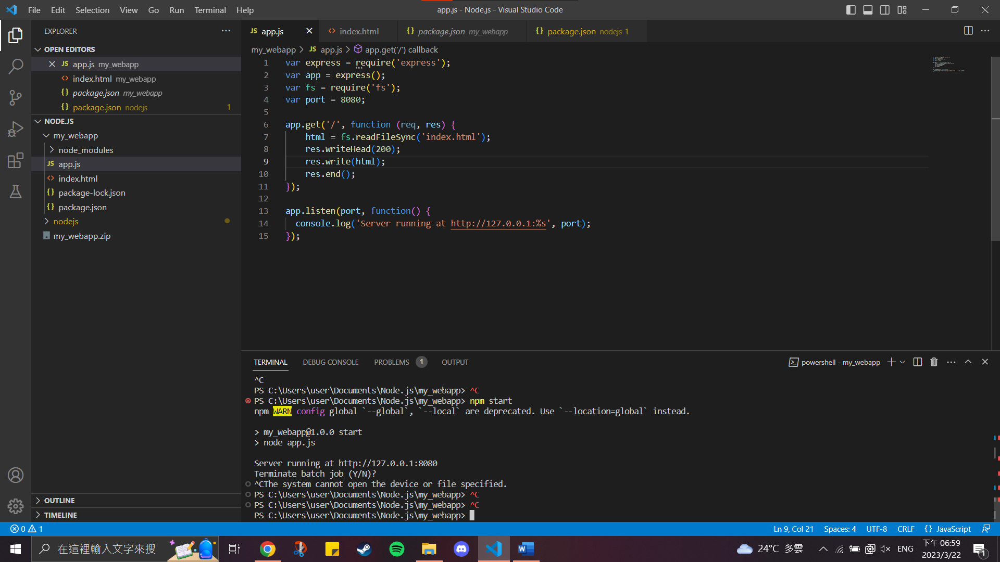 File Edit Selection View Go Run Terminal Help
app.js - Node.js - Visual Studio Code
EXPLORER
OPEN EDITORS
JS app.js my_webapp
<> index.html my_webapp
{} package.json my_webapp
{} package.json nodejs 1
NODE.JS
my_webapp
node_modules
JS app.js
<> index.html
{} package-lock.json
{} package.json
nodejs
my_webapp.zip
OUTLINE
TIMELINE
JS app.js
<> index.html
{} package.json my_webapp
{} package.json nodejs 1
my_webapp > JS app.js > app.get('/') callback
1 var express = require('express');
2 var app = express();
3 var fs = require('fs');
4 var port = 8080;
5
6 app.get('/', function (req, res) {
7 html = fs.readFileSync('index.html');
8 res.writeHead(200);
9 res.write(html);
10 res.end();
11 });
12
13 app.listen(port, function() {
14 console.log('Server running at http://127.0.0.1:%s', port);
15 });
TERMINAL DEBUG CONSOLE PROBLEMS 1 OUTPUT
powershell - my_webapp
^C
PS C:\Users\user\Documents\Node.js\my_webapp> ^C
PS C:\Users\user\Documents\Node.js\my_webapp> npm start
npm WARN config global `--global`, `--local` are deprecated. Use `--location=global` instead.
> my_webapp@1.0.0 start
> node app.js
Server running at http://127.0.0.1:8080
Terminate batch job (Y/N)?
^CThe system cannot open the device or file specified.
PS C:\Users\user\Documents\Node.js\my_webapp> ^C
PS C:\Users\user\Documents\Node.js\my_webapp> ^C
PS C:\Users\user\Documents\Node.js\my_webapp>
0 1
Ln 9, Col 21 Spaces: 4 UTF-8 CRLF {} JavaScript
在這裡輸入文字來搜
24°C 多雲
ENG
下午 06:59
2023/3/22
1